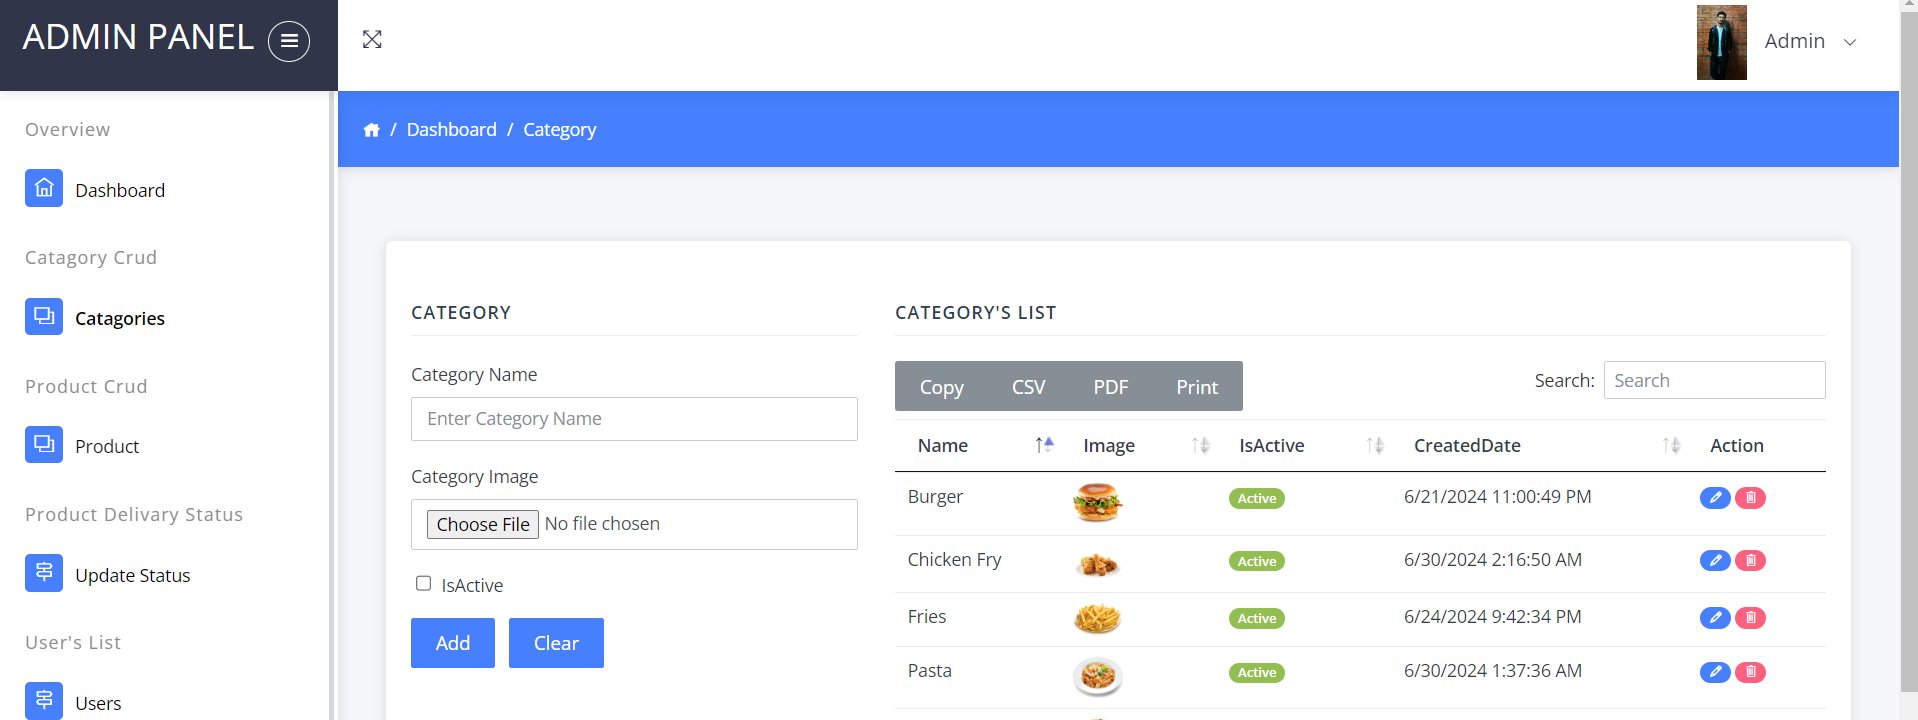 ADMIN PANEL
Admin
Overview
Dashboard
Catagory Crud
Catagories
Product Crud
Product
Product Delivary Status
Update Status
User's List
Users
/ Dashboard / Category
CATEGORY
Category Name
Enter Category Name
Category Image
Choose File No file chosen
IsActive
Add Clear
CATEGORY'S LIST
Copy CSV PDF Print
Search: Search
Name Image IsActive CreatedDate Action
Burger Active 6/21/2024 11:00:49 PM
Chicken Fry Active 6/30/2024 2:16:50 AM
Fries Active 6/24/2024 9:42:34 PM
Pasta Active 6/30/2024 1:37:36 AM